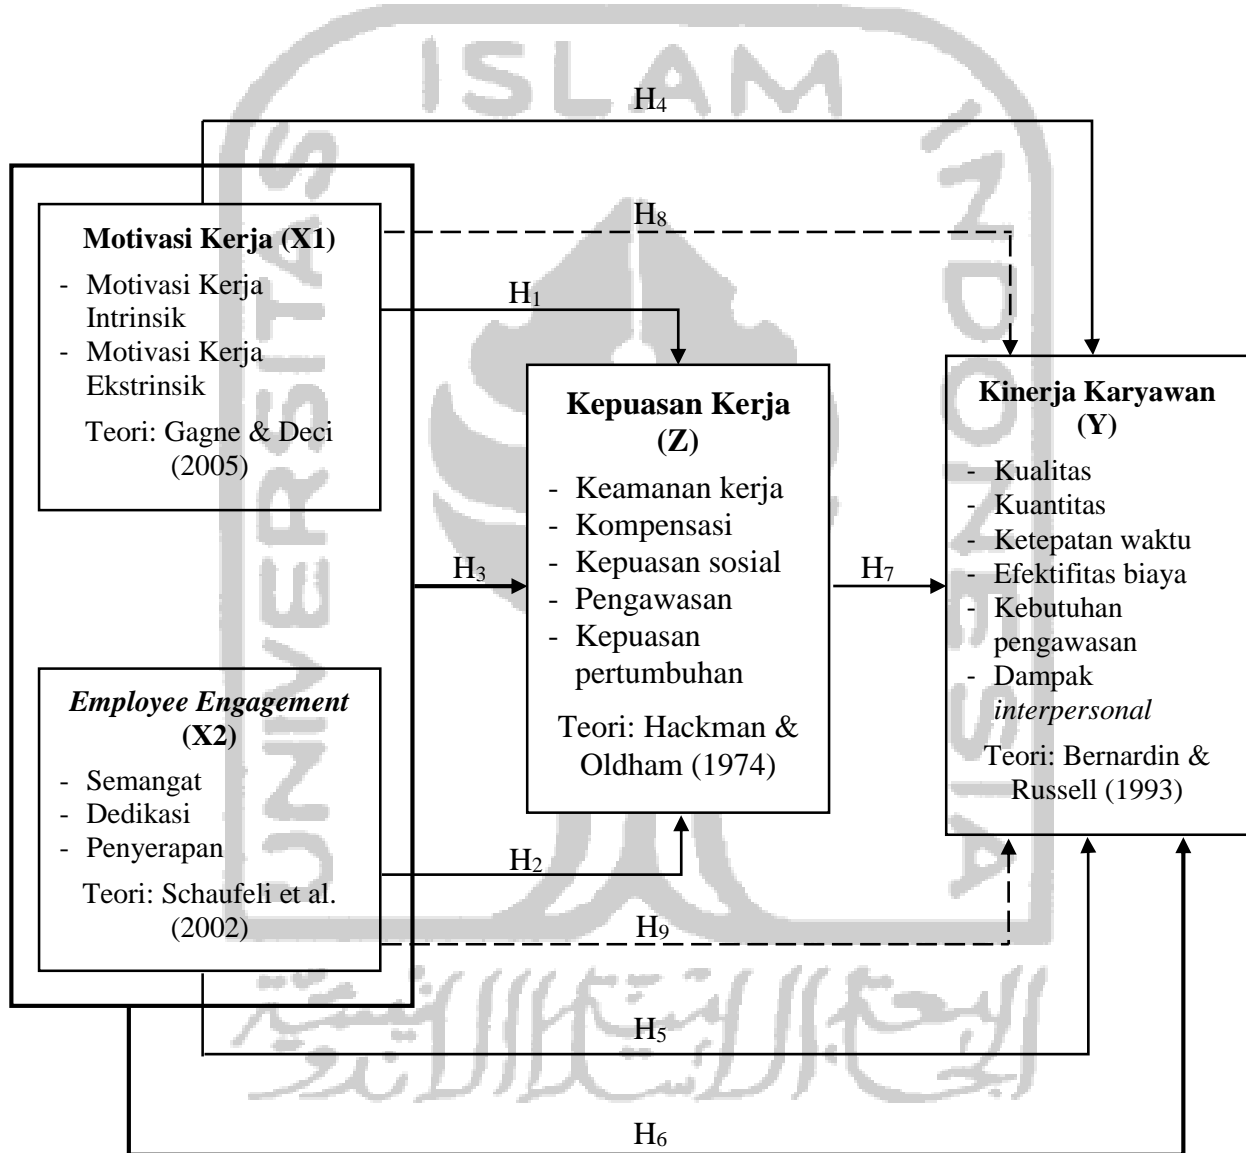 UNIVERSITAS
ISLAM
INDONESIA
H4
H8
Motivasi Kerja (X1)
- Motivasi Kerja
Intrinsik
- Motivasi Kerja
Ekstrinsik
Teori: Gagne & Deci
(2005)
H1
H3
Employee Engagement
(X2)
- Semangat
- Dedikasi
- Penyerapan
Teori: Schaufeli et al.
(2002)
H2
H9
Kepuasan Kerja
(Z)
- Keamanan kerja
- Kompensasi
- Kepuasan sosial
- Pengawasan
- Kepuasan
pertumbuhan
Teori: Hackman &
Oldham (1974)
H7
Kinerja Karyawan
(Y)
- Kualitas
- Kuantitas
- Ketepatan waktu
- Efektifitas biaya
- Kebutuhan
pengawasan
- Dampak
interpersonal
Teori: Bernardin &
Russell (1993)
H5
H6